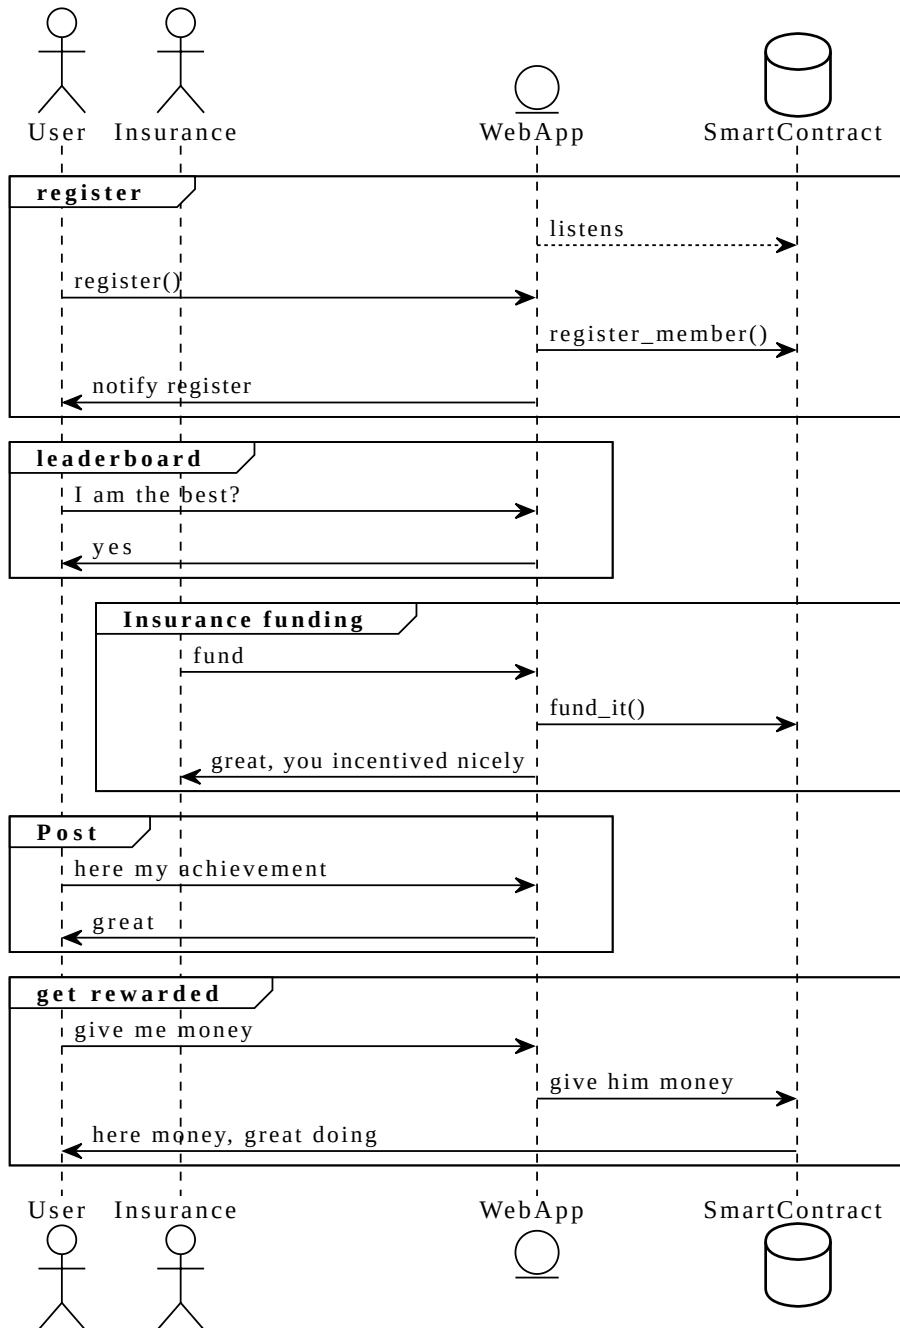 User Insurance WebApp SmartContract
register
listens
register()
register_member()
notify register
leaderboard
I am the best?
yes
Insurance funding
fund
fund_it()
great, you incentived nicely
Post
here my achievement
great
get rewarded
give me money
give him money
here money, great doing
User Insurance WebApp SmartContract